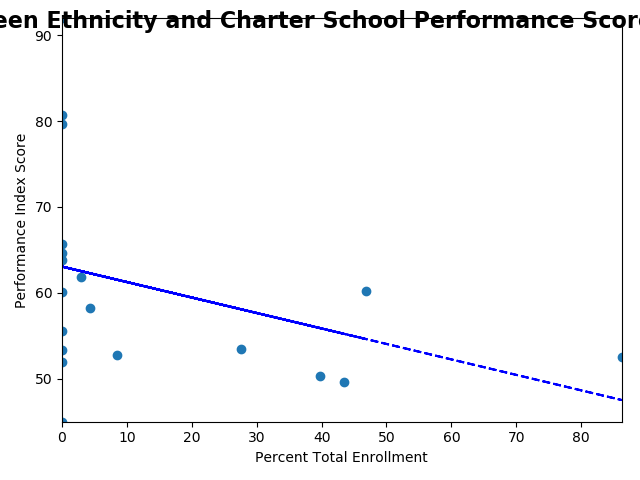 een Ethnicity and Charter School Performance Scor
90
80
70
60
50
Performance Index Score
0 10 20 30 40 50 60 70 80
Percent Total Enrollment